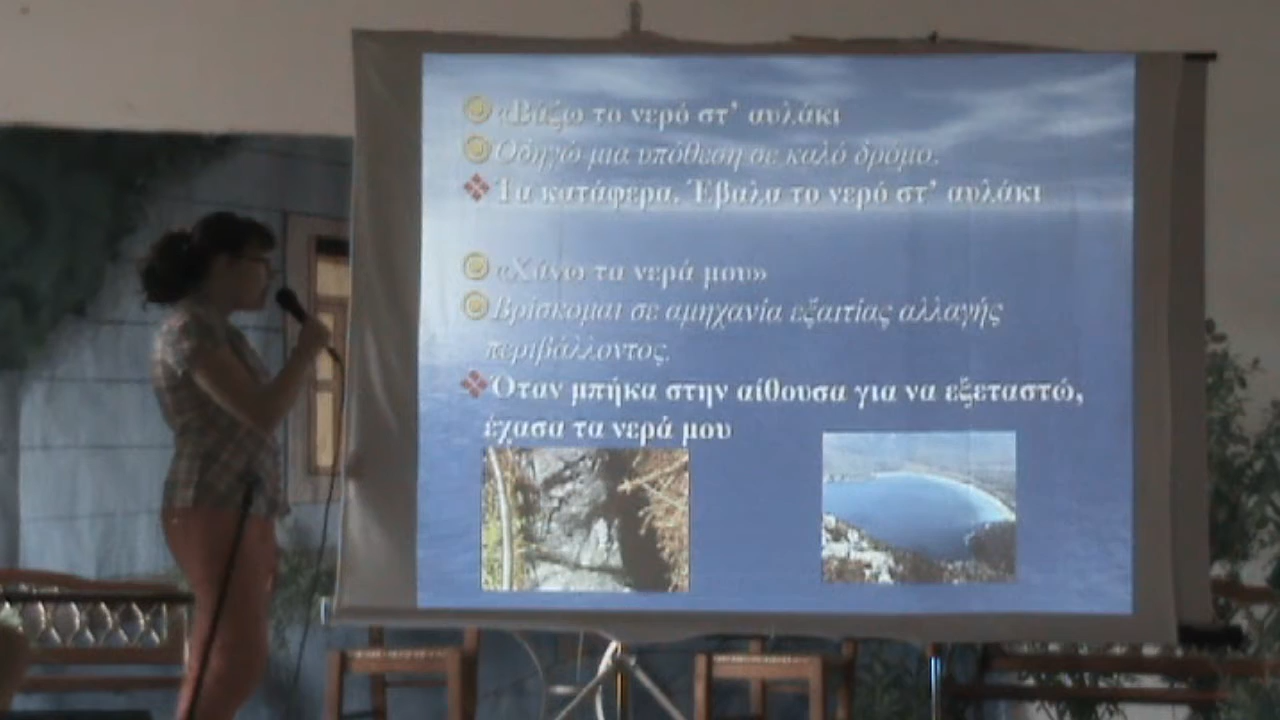 «Βάζω το νερό στ’ αυλάκι
Οδηγώ μια υπόθεση σε καλό δρόμο.
Τα κατάφερα. Έβαλα το νερό στ’ αυλάκι
«Χάνω τα νερά μου»
Βρίσκομαι σε αμηχανία εξαιτίας αλλαγής
περιβάλλοντος.
Όταν μπήκα στην αίθουσα για να εξεταστώ,
έχασα τα νερά μου